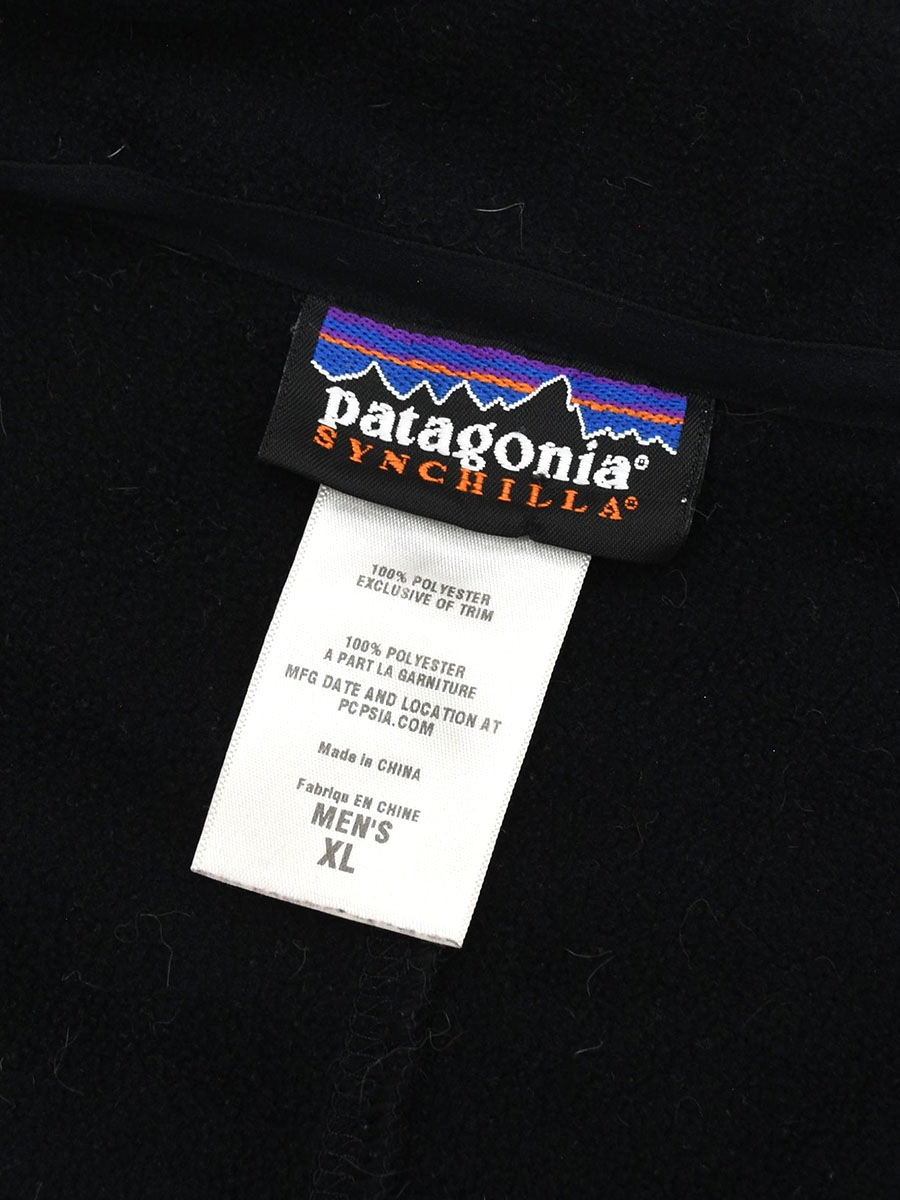 patagonia®
SYNCHILLA®
100% POLYESTER
EXCLUSIVE OF TRIM
100% POLYESTER
A PART LA GARNITURE
MFG DATE AND LOCATION AT
PCPSIA.COM
Made in CHINA
Fabriqu EN CHINE
MEN'S
XL